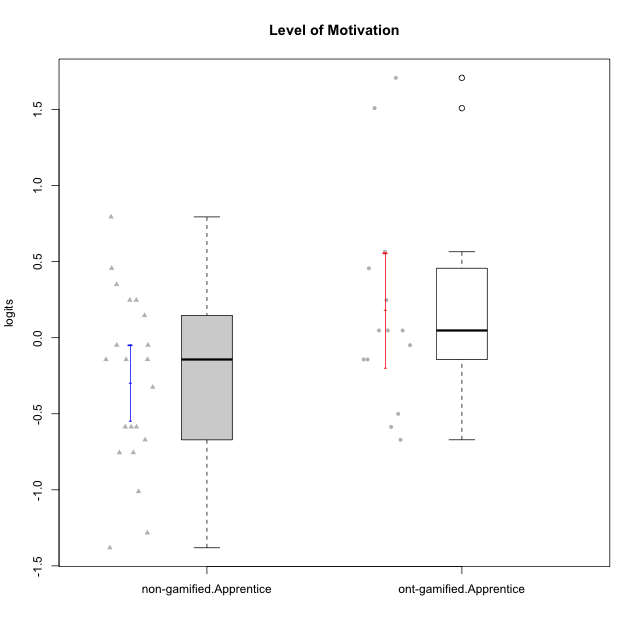 Level of Motivation
logits
1.5
1.0
0.5
0.0
-0.5
-1.0
-1.5
non-gamified.Apprentice
ont-gamified.Apprentice